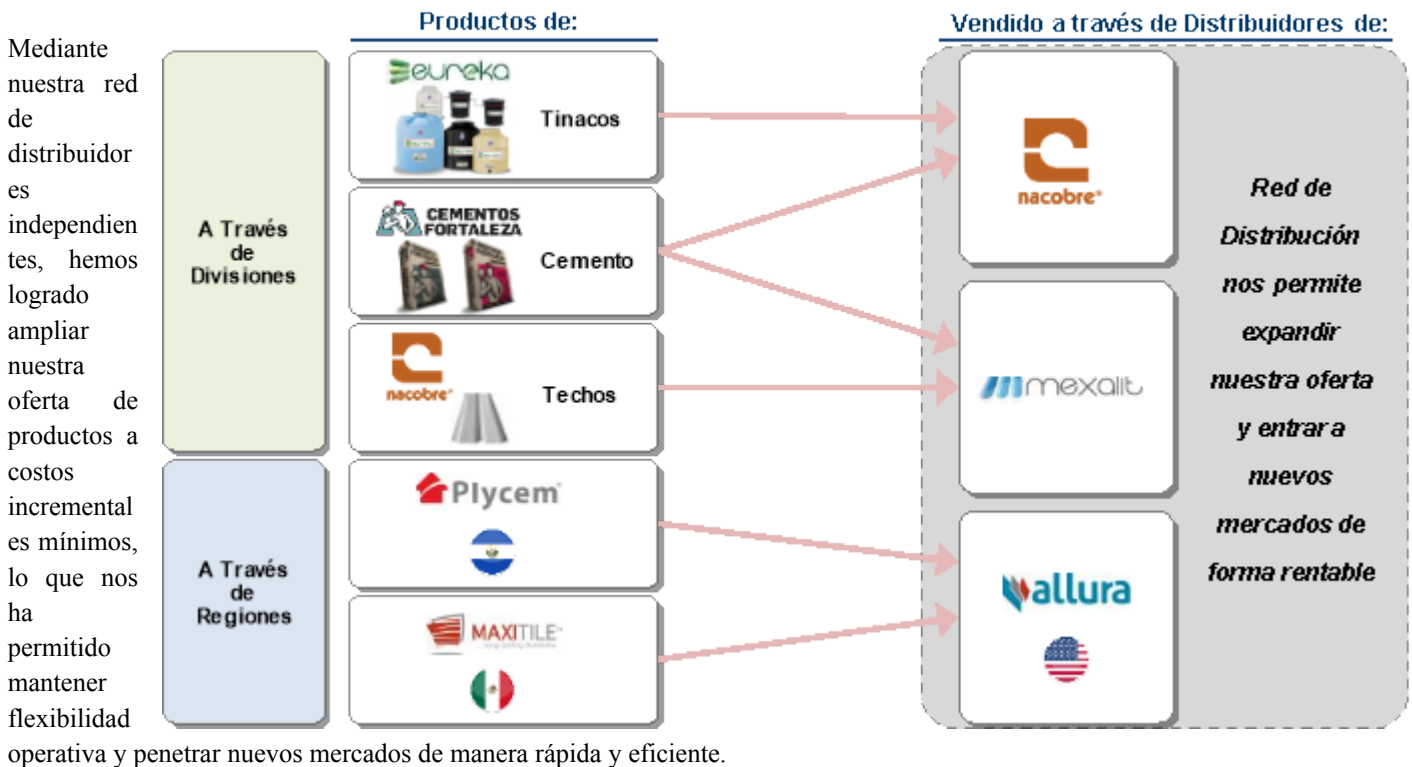 Productos de:
Vendido a través de Distribuidores de:
Mediante
nuestra red
de
distribuidor
es
independien
tes, hemos
logrado
ampliar
nuestra
oferta de
productos a
costos
incremental
es mínimos,
lo que nos
ha
permitido
mantener
flexibilidad
operativa y penetrar nuevos mercados de manera rápida y eficiente.
A Través
de
Divisiones
A Través
de
Regiones
eureka
Tinacos
CEMENTOS
FORTALEZA
Cemento
nacobre
Techos
Plycem
MAXITILE
nacobre
mexalit
allura
Red de
Distribución
nos permite
expandir
nuestra oferta
y entrar a
nuevos
mercados de
forma rentable